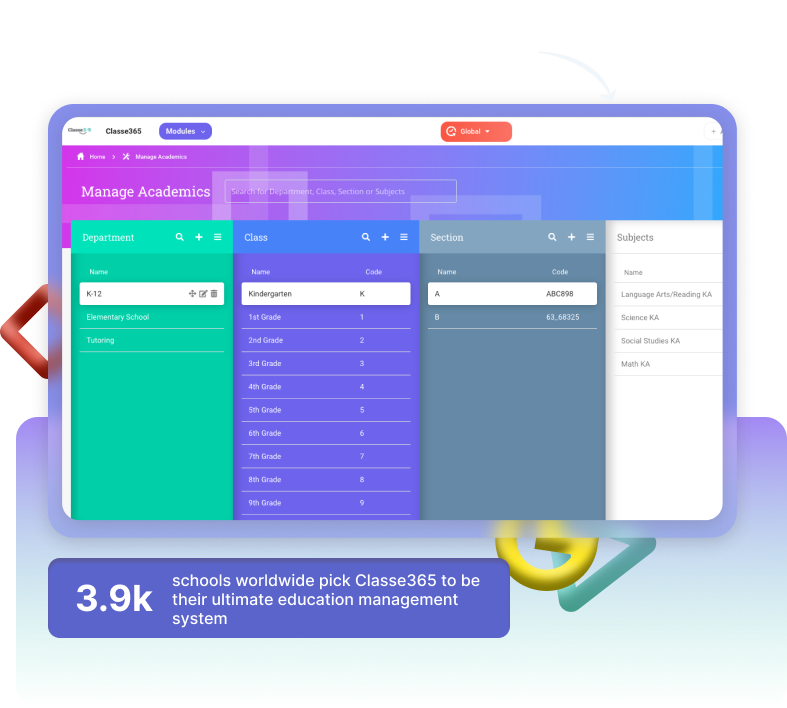 Classe365
Classe365
Modules
Global
+
Home > Manage Academics
Manage Academics
Search for Department, Class, Section or Subjects
Department
Name
K-12
Elementary School
Tutoring
Class
Name Code
Kindergarten K
1st Grade 1
2nd Grade 2
3rd Grade 3
4th Grade 4
5th Grade 5
6th Grade 6
7th Grade 7
8th Grade 8
9th Grade 9
Section
Name Code
A ABC898
B 63_68325
Subjects
Name
Language Arts/Reading KA
Science KA
Social Studies KA
Math KA
3.9k
schools worldwide pick Classe365 to be
their ultimate education management
system